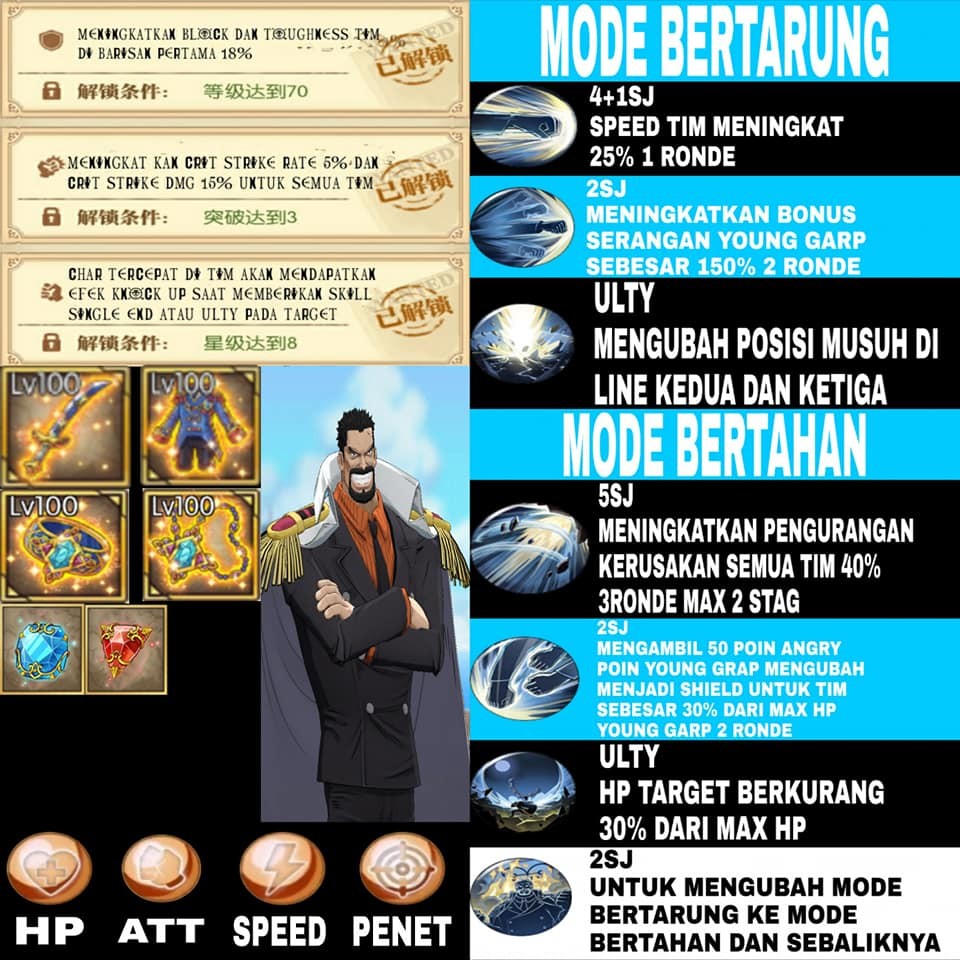 MENINGKATKAN BLOCK DAN TOUGHNESS TIM
DI BARISAN PERTAMA 18%
解锁条件: 等级达到70
已解锁
MENINGKAT KAN CRIT STRIKE RATE 5% DAN
CRIT STRIKE DMG 15% UNTUK SEMUA TIM
解锁条件: 突破达到3
已解锁
CHAR TERCEPAT DI TIM AKAN MENDAPATKAN
EFEK KNOCK UP SAAT MEMBERIKAN SKILL
SINGLE END ATAU ULTY PADA TARGET
解锁条件: 星级达到8
已解锁
Lv100
Lv100
Lv100
Lv100
HP
ATT
SPEED
PENET
MODE BERTARUNG
4+1SJ
SPEED TIM MENINGKAT
25% 1 RONDE
2SJ
MENINGKATKAN BONUS
SERANGAN YOUNG GARP
SEBESAR 150% 2 RONDE
ULTY
MENGUBAH POSISI MUSUH DI
LINE KEDUA DAN KETIGA
MODE BERTAHAN
5SJ
MENINGKATKAN PENGURANGAN
KERUSAKAN SEMUA TIM 40%
3RONDE MAX 2 STAG
2SJ
MENGAMBIL 50 POIN ANGRY
POIN YOUNG GRAP MENGUBAH
MENJADI SHIELD UNTUK TIM
SEBESAR 30% DARI MAX HP
YOUNG GARP 2 RONDE
ULTY
HP TARGET BERKURANG
30% DARI MAX HP
2SJ
UNTUK MENGUBAH MODE
BERTARUNG KE MODE
BERTAHAN DAN SEBALIKNYA